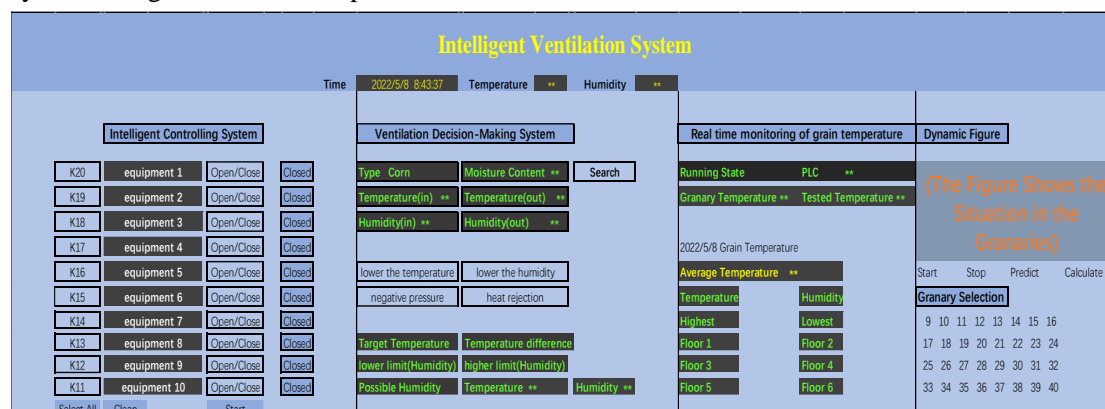 Intelligent Ventilation System
Time 2022/5/8 8:43:37 Temperature ** Humidity **
Intelligent Controlling System
K20 equipment 1 Open/Close Closed
K19 equipment 2 Open/Close Closed
K18 equipment 3 Open/Close Closed
K17 equipment 4 Open/Close Closed
K16 equipment 5 Open/Close Closed
K15 equipment 6 Open/Close Closed
K14 equipment 7 Open/Close Closed
K13 equipment 8 Open/Close Closed
K12 equipment 9 Open/Close Closed
K11 equipment 10 Open/Close Closed
Select All Clean Start
Ventilation Decision-Making System
Type Corn Moisture Content ** Search
Temperature(in) ** Temperature(out) **
Humidity(in) ** Humidity(out) **
lower the temperature lower the humidity
negative pressure heat rejection
Target Temperature Temperature difference
lower limit(Humidity) higher limit(Humidity)
Possible Humidity Temperature ** Humidity **
Real time monitoring of grain temperature
Running State PLC **
Granary Temperature ** Tested Temperature **
2022/5/8 Grain Temperature
Average Temperature **
Temperature Humidity
Highest Lowest
Floor 1 Floor 2
Floor 3 Floor 4
Floor 5 Floor 6
Dynamic Figure
(The Figure Shows the
Situation in the
Granaries)
Start Stop Predict Calculate
Granary Selection
9 10 11 12 13 14 15 16
17 18 19 20 21 22 23 24
25 26 27 28 29 30 31 32
33 34 35 36 37 38 39 40